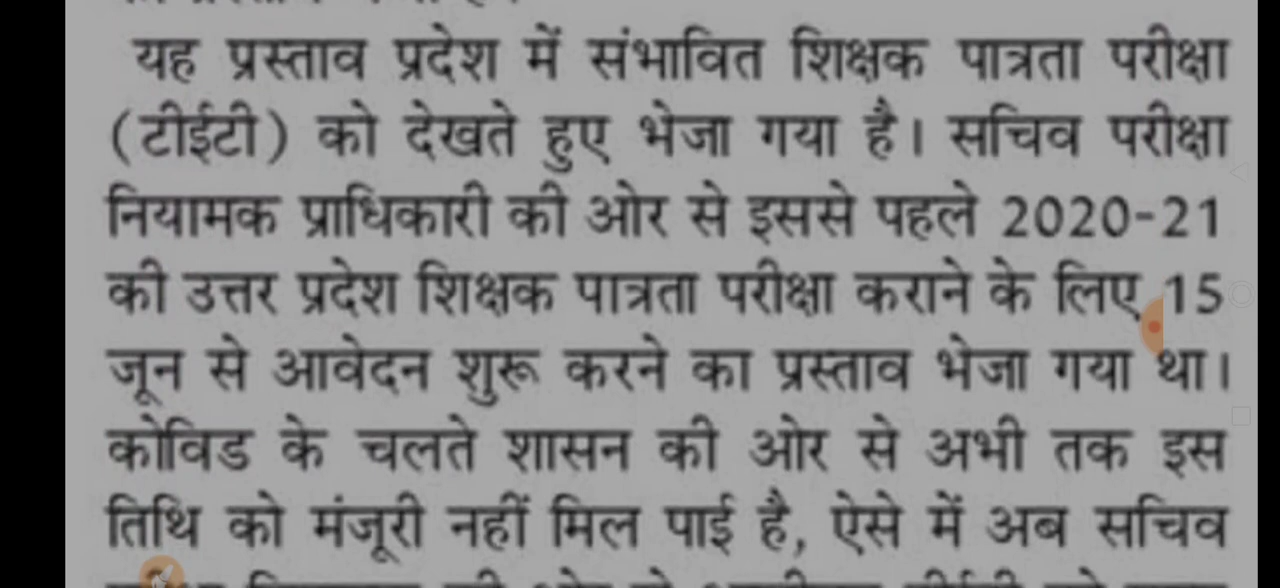 यह प्रस्ताव प्रदेश में संभावित शिक्षक पात्रता परीक्षा
(टीईटी) को देखते हुए भेजा गया है। सचिव परीक्षा
नियामक प्राधिकारी की ओर से इससे पहले 2020-21
की उत्तर प्रदेश शिक्षक पात्रता परीक्षा कराने के लिए 15
जून से आवेदन शुरू करने का प्रस्ताव भेजा गया था।
कोविड के चलते शासन की ओर से अभी तक इस
तिथि को मंजूरी नहीं मिल पाई है, ऐसे में अब सचिव